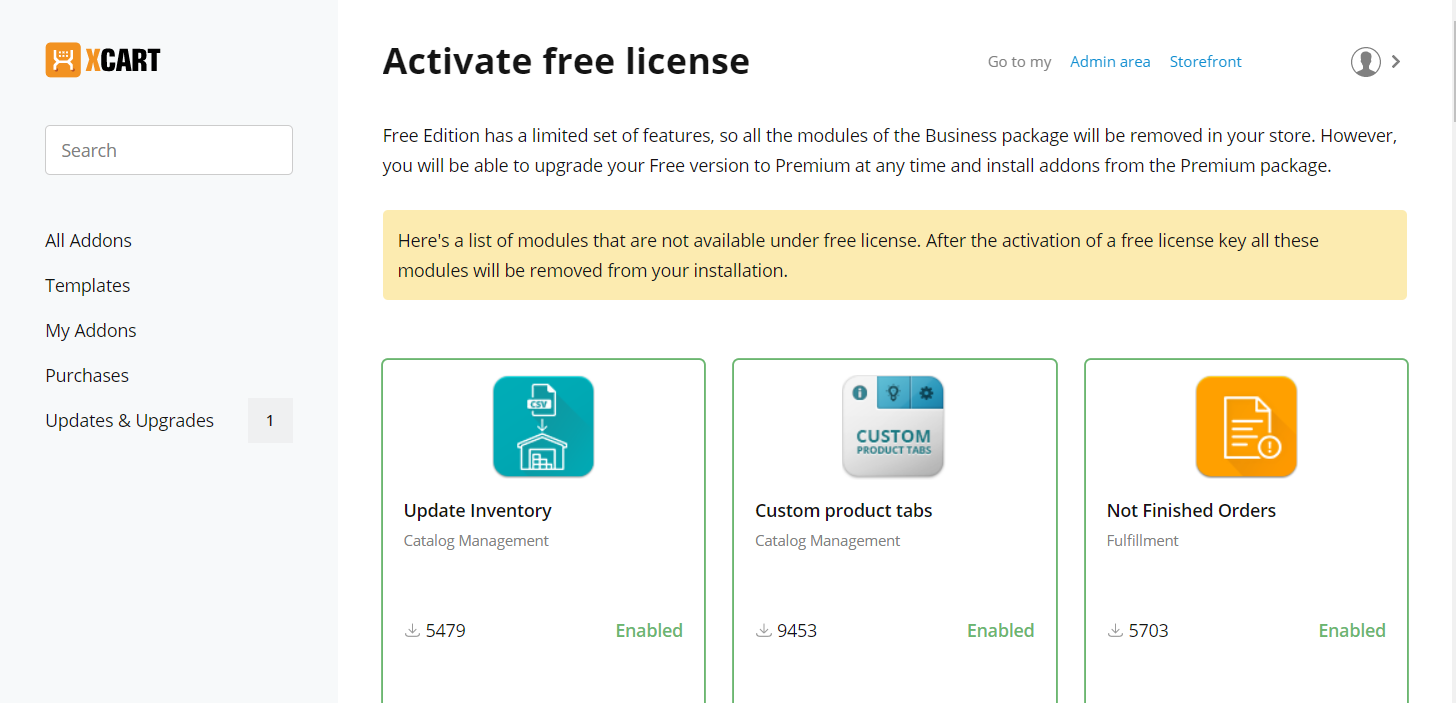 XCART
Activate free license
Go to my Admin area Storefront
Search
Free Edition has a limited set of features, so all the modules of the Business package will be removed in your store. However,
you will be able to upgrade your Free version to Premium at any time and install addons from the Premium package.
Here's a list of modules that are not available under free license. After the activation of a free license key all these
modules will be removed from your installation.
All Addons
Templates
My Addons
Purchases
Updates & Upgrades 1
CSV
CUSTOM
PRODUCT TABS
Update Inventory
Catalog Management
5479 Enabled
Custom product tabs
Catalog Management
9453 Enabled
Not Finished Orders
Fulfillment
5703 Enabled